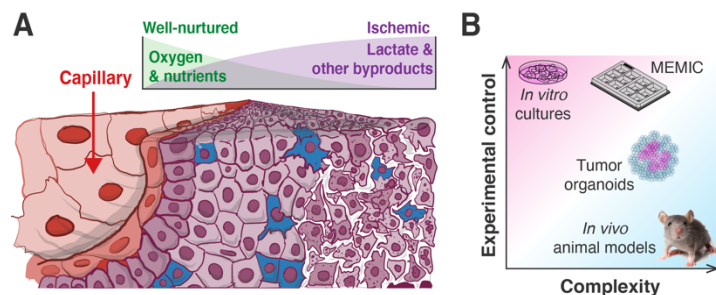 A
Well-nurtured
Ischemic
Oxygen
& nutrients
Lactate &
other byproducts
Capillary
B
Experimental control
MEMIC
In vitro
cultures
Tumor
organoids
In vivo
animal models
Complexity